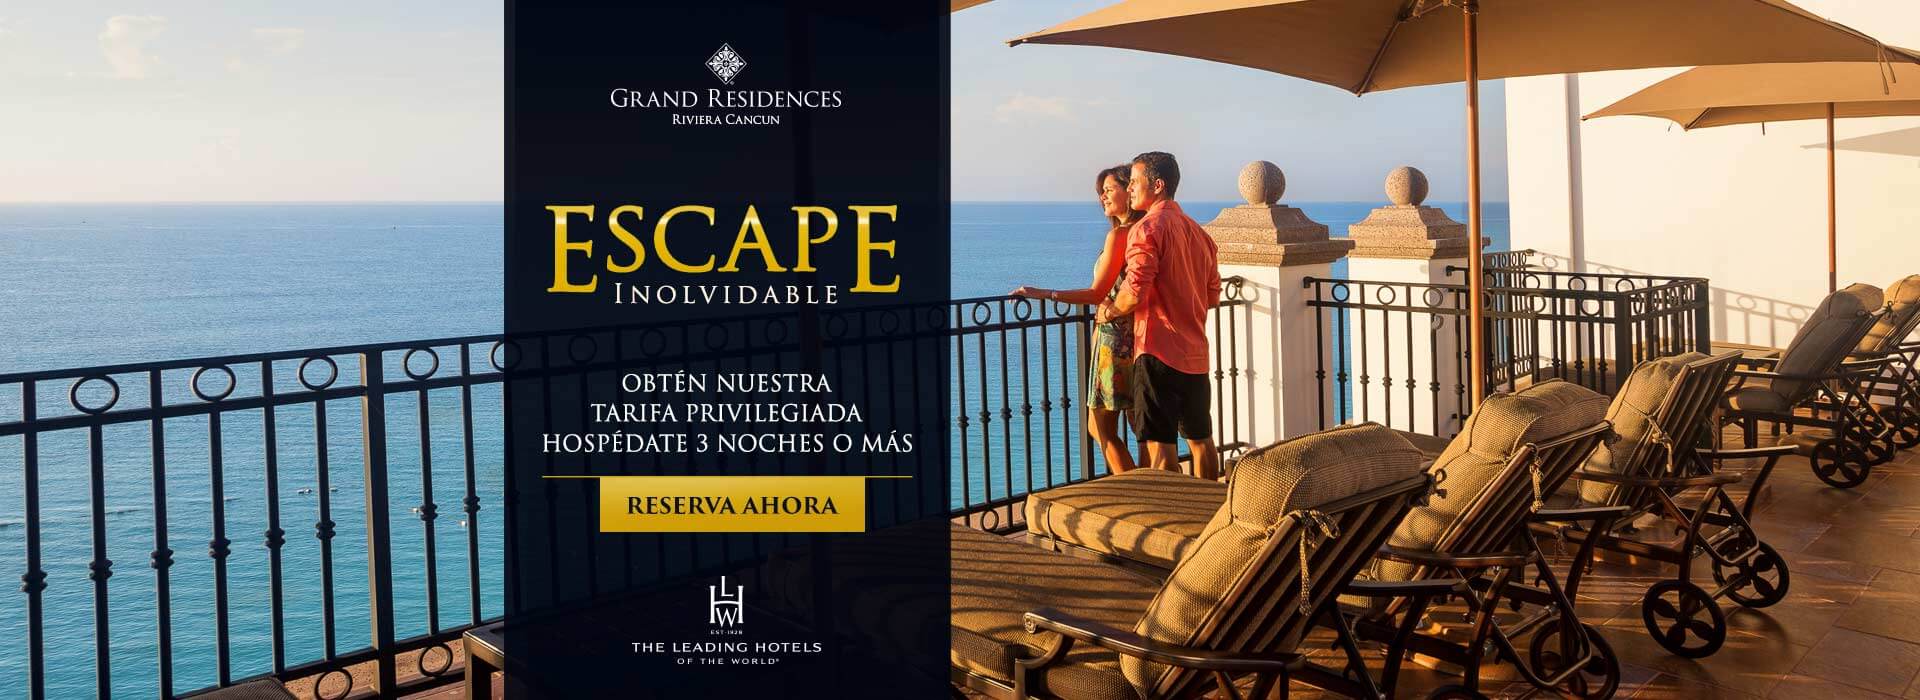 GRAND RESIDENCES
RIVIERA CANCUN
ESCAPE
INOLVIDABLE
OBTÉN NUESTRA
TARIFA PRIVILEGIADA
HOSPÉDATE 3 NOCHES O MÁS
RESERVA AHORA
L
H
W
EST·1928
THE LEADING HOTELS
OF THE WORLD®